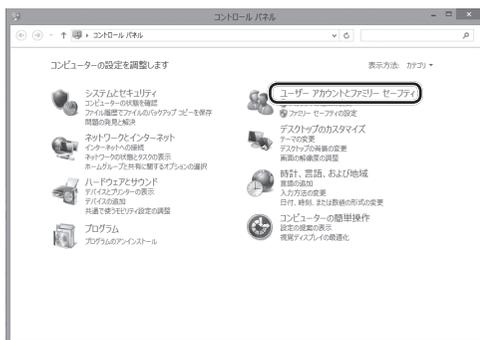 コントロール パネル
コントロール パネル
コンピューターの設定を調整します
表示方法: カテゴリ
システムとセキュリティ
コンピューターの状態を確認
ファイル履歴でファイルのバックアップ コピーを保存
問題の発見と解決
ネットワークとインターネット
インターネットへの接続
ネットワークの状態とタスクの表示
ホームグループと共有に関するオプションの選択
ハードウェアとサウンド
デバイスとプリンターの表示
デバイスの追加
共通で使うモビリティ設定の調整
プログラム
プログラムのアンインストール
ユーザー アカウントとファミリー セーフティ
ファミリー セーフティの設定
デスクトップのカスタマイズ
テーマの変更
デスクトップの背景の変更
画面の解像度の調整
時計、言語、および地域
言語の追加
入力方法の変更
日付、時刻、または数値の形式の変更
コンピューターの簡単操作
設定の提案の表示
視覚ディスプレイの最適化